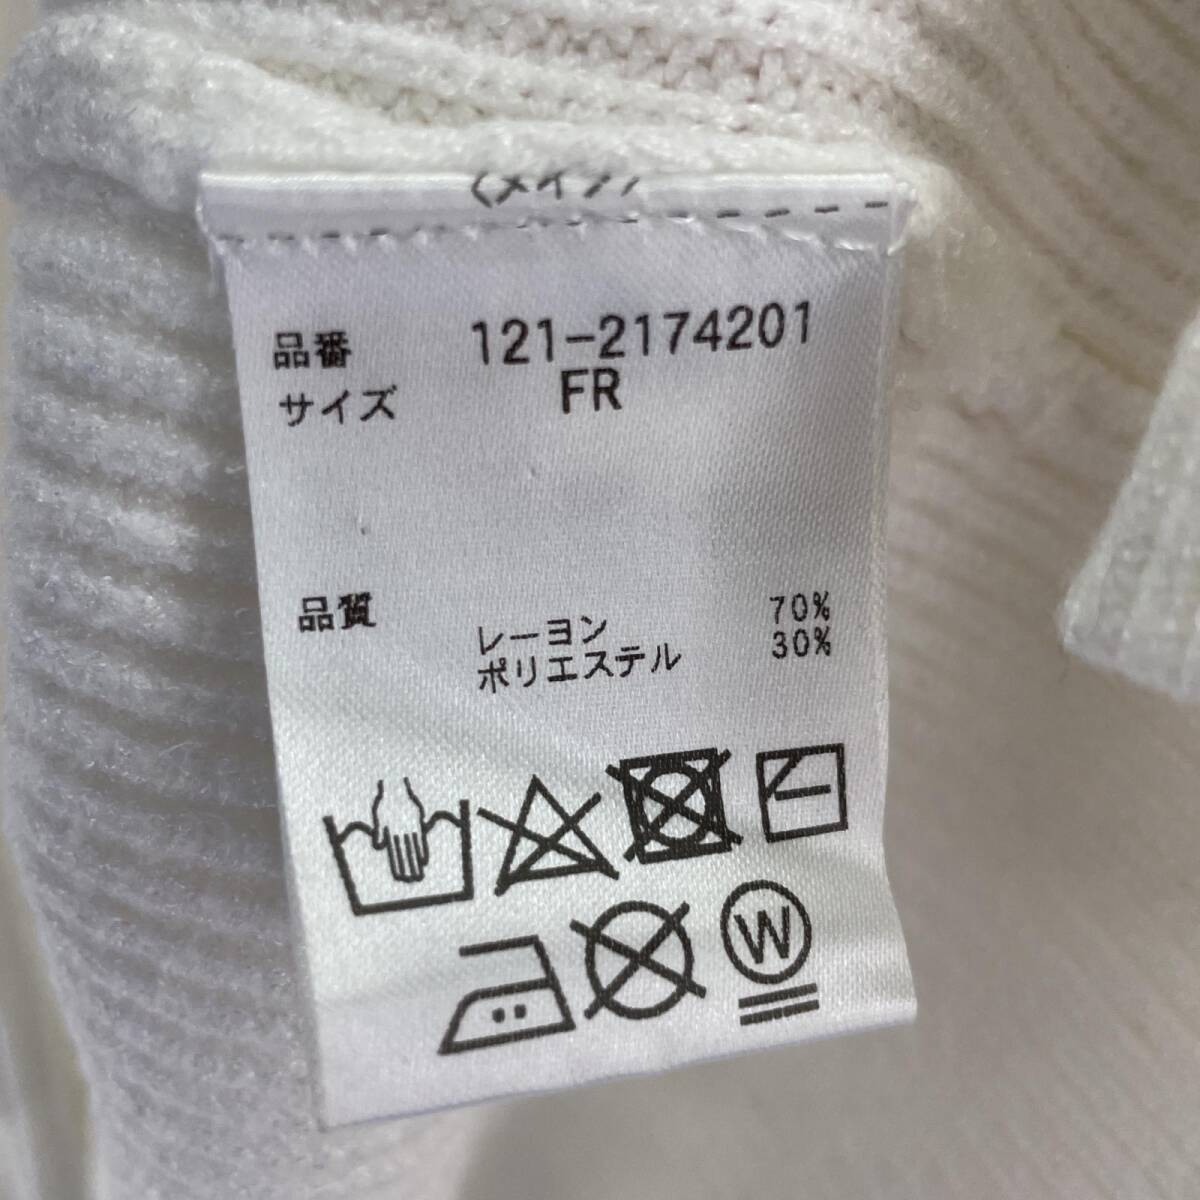 品番 121-2174201
サイズ FR
品質
レーヨン 70%
ポリエステル 30%
W